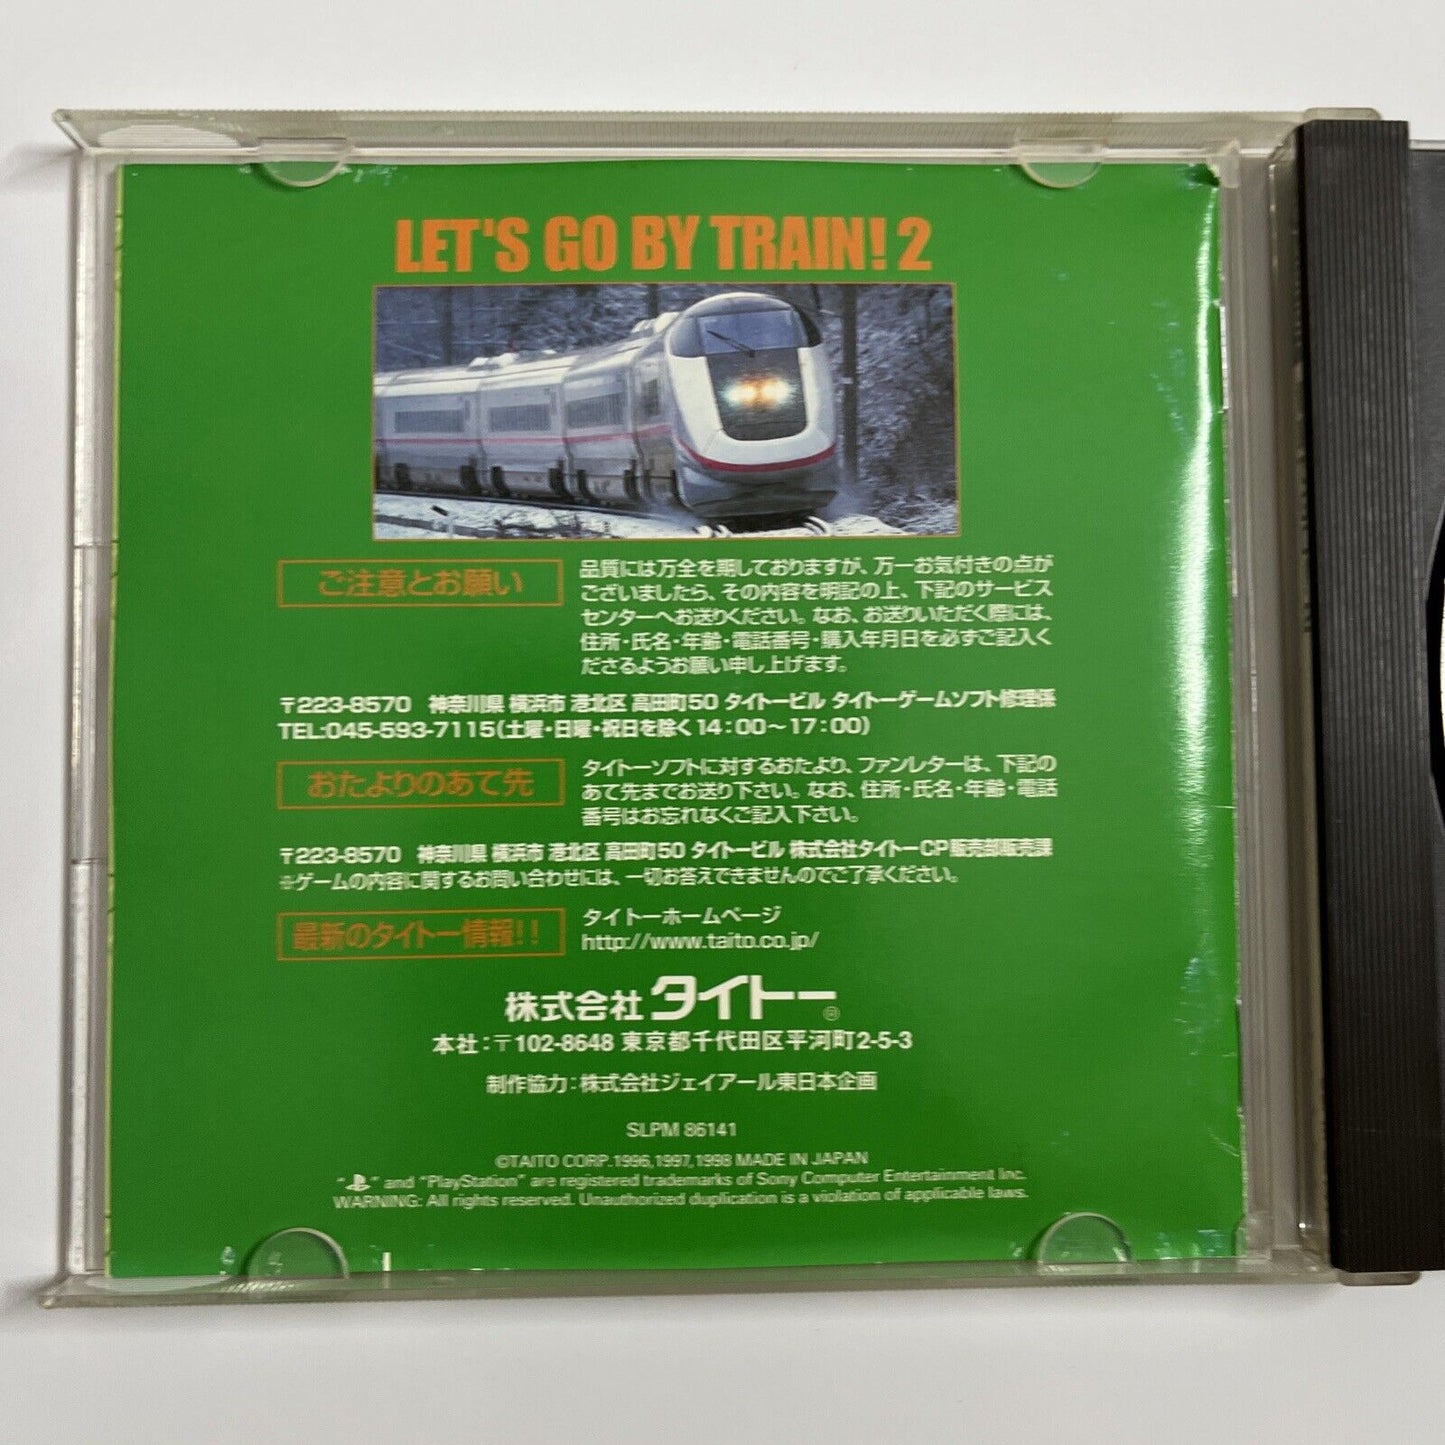 LET'S GO BY TRAIN! 2
ご注意とお願い
品質には万全を期しておりますが、万一お気付きの点が
ございましたら、その内容を明記の上、下記のサービス
センターへお送りください。なお、お送りいただく際には、
住所・氏名・年齢・電話番号・購入年月日を必ずご記入く
ださるようお願い申し上げます。
〒223-8570 神奈川県 横浜市 港北区 高田町50 タイトービル タイトーゲームソフト修理係
TEL:045-593-7115(土曜・日曜・祝日を除く14:00〜17:00)
おたよりのあて先
タイトーソフトに対するおたより、ファンレターは、下記の
あて先までお送り下さい。なお、住所・氏名・年齢・電話
番号はお忘れなくご記入下さい。
〒223-8570 神奈川県 横浜市 港北区 高田町50 タイトービル 株式会社タイトーCP販売部販売課
※ゲームの内容に関するお問い合わせには、一切お答えできませんのでご了承ください。
最新のタイトー情報!!
タイトーホームページ
http://www.taito.co.jp/
株式会社タイトー®
本社:〒102-8648 東京都千代田区平河町2-5-3
制作協力:株式会社ジェイアール東日本企画
SLPM 86141
©TAITO CORP.1996,1997,1998 MADE IN JAPAN
" " and "PlayStation" are registered trademarks of Sony Computer Entertainment Inc.
WARNING: All rights reserved. Unauthorized duplication is a violation of applicable laws.